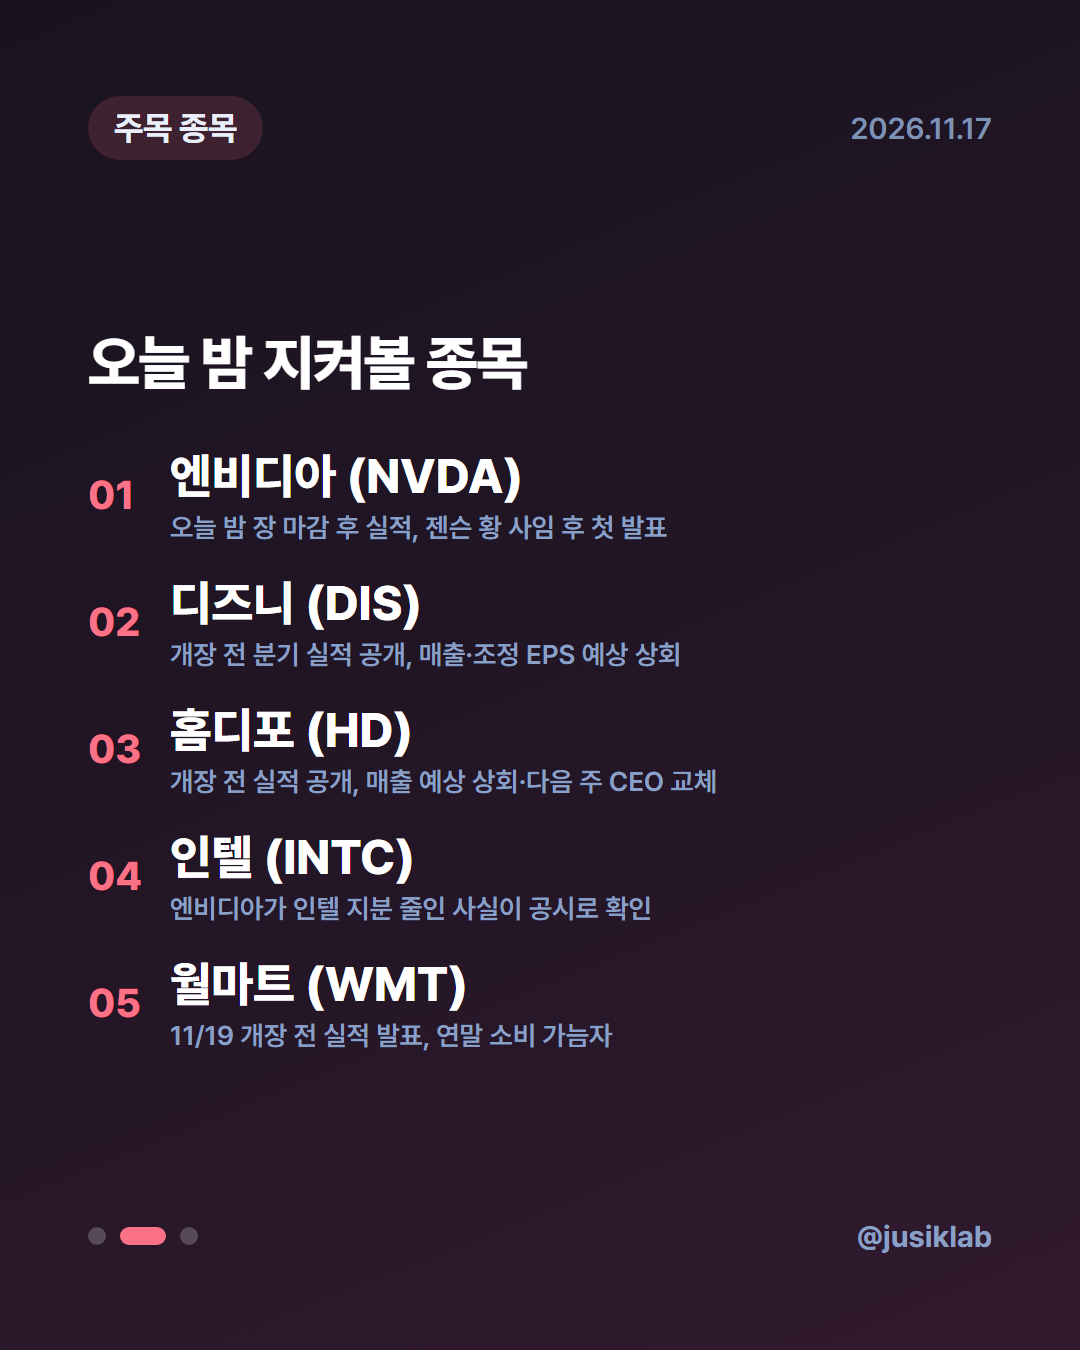 주목 종목
2026.11.17
오늘 밤 지켜볼 종목
01
엔비디아 (NVDA)
오늘 밤 장 마감 후 실적, 젠슨 황 사임 후 첫 발표
02
디즈니 (DIS)
개장 전 분기 실적 공개, 매출·조정 EPS 예상 상회
03
홈디포 (HD)
개장 전 실적 공개, 매출 예상 상회·다음 주 CEO 교체
04
인텔 (INTC)
엔비디아가 인텔 지분 줄인 사실이 공시로 확인
05
월마트 (WMT)
11/19 개장 전 실적 발표, 연말 소비 가늠자
@jusiklab